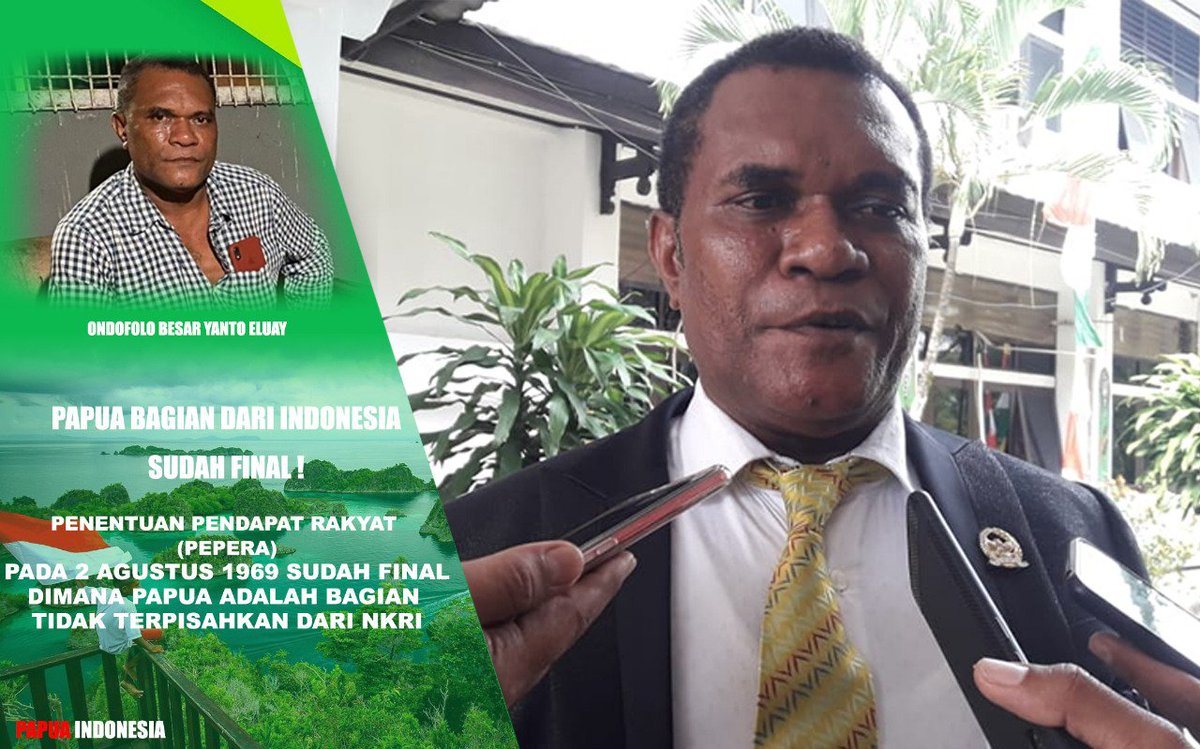 ONDOFOLO BESAR YANTO ELUAY
PAPUA BAGIAN DARI INDONESIA
SUDAH FINAL !
PENENTUAN PENDAPAT RAKYAT
(PEPERA)
PADA 2 AGUSTUS 1969 SUDAH FINAL
DIMANA PAPUA ADALAH BAGIAN
TIDAK TERPISAHKAN DARI NKRI
PAPUA INDONESIA